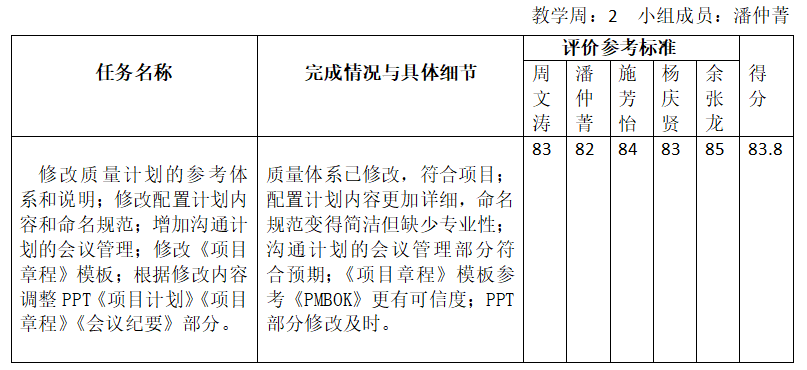 教学周：2 小组成员：潘仲菁
任务名称
完成情况与具体细节
评价参考标准
得分
周文涛
潘仲菁
施芳怡
杨庆贤
余张龙
修改质量计划的参考体
系和说明；修改配置计划内
容和命名规范；增加沟通计
划的会议管理；修改《项目
章程》模板；根据修改内容
调整 PPT《项目计划》《项目
章程》《会议纪要》部分。
质量体系已修改，符合项目；
配置计划内容更加详细，命名
规范变得简洁但缺少专业性；
沟通计划的会议管理部分符
合预期；《项目章程》模板参
考《PMBOK》更有可信度；PPT
部分修改及时。
83
82
84
83
85
83.8